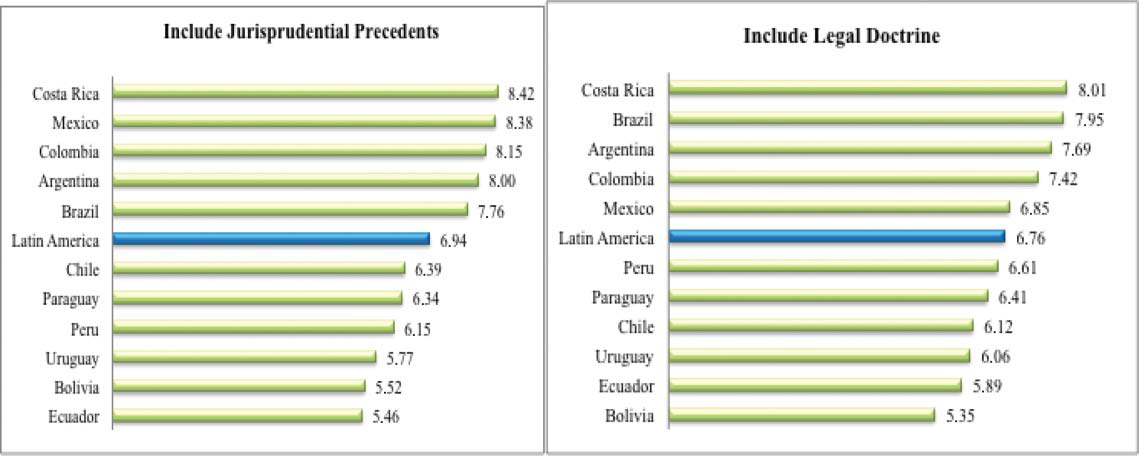 Include Jurisprudential Precedents
Costa Rica 8.42
Mexico 8.38
Colombia 8.15
Argentina 8.00
Brazil 7.76
Latin America 6.94
Chile 6.39
Paraguay 6.34
Peru 6.15
Uruguay 5.77
Bolivia 5.52
Ecuador 5.46
Include Legal Doctrine
Costa Rica 8.01
Brazil 7.95
Argentina 7.69
Colombia 7.42
Mexico 6.85
Latin America 6.76
Peru 6.61
Paraguay 6.41
Chile 6.12
Uruguay 6.06
Ecuador 5.89
Bolivia 5.35